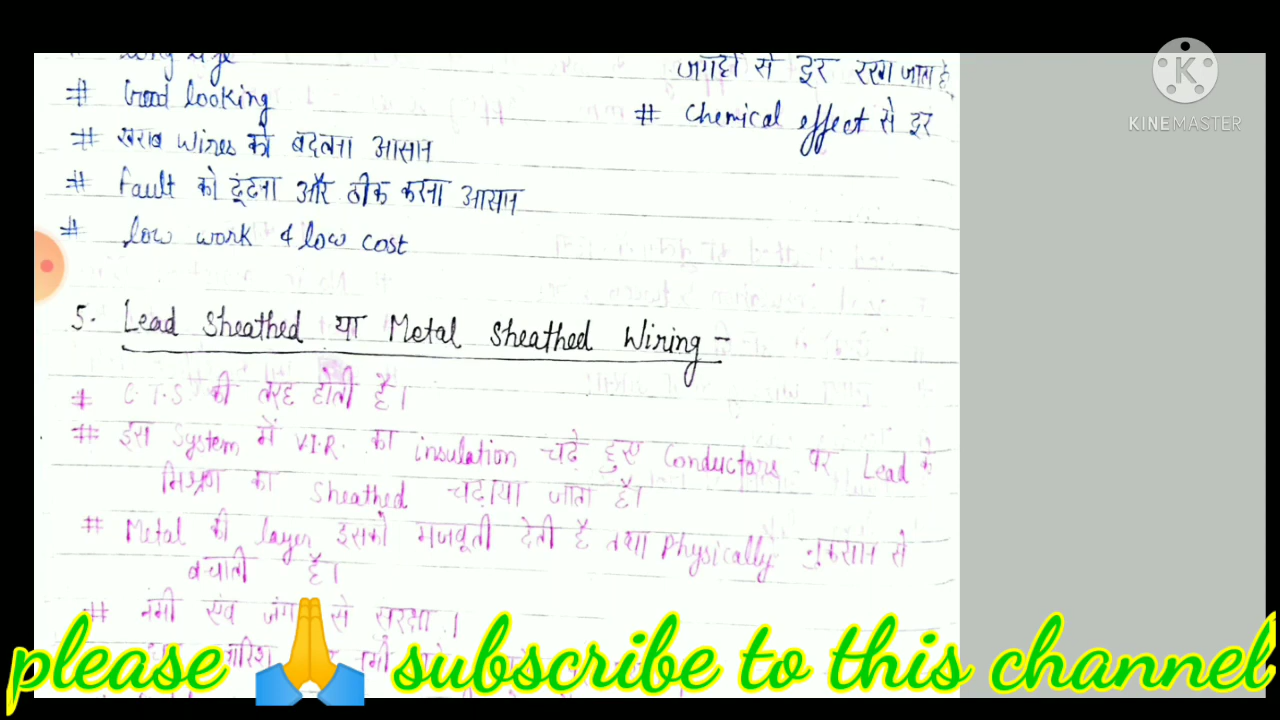 long life
जगहों से दूर रखा जाता है
# Good looking
# Chemical effect से दूर
# खराब wires को बदलना आसान
# Fault को ढूंढना और ठीक करना आसान
# low work & low cost
5. Lead Sheathed या Metal Sheathed Wiring -
# C.T.S की तरह होती है।
# इस System में V.I.R. का insulation चढ़े हुए Conductors पर Lead के
मिश्रण का Sheathed चढ़ाया जाता है।
# Metal की layer इसको मजबूती देती है तथा Physically नुकसान से
बचाती है।
# नमी एंव जंग से सुरक्षा।
बारिश
please 🙏 subscribe to this channel
K
KINEMASTER